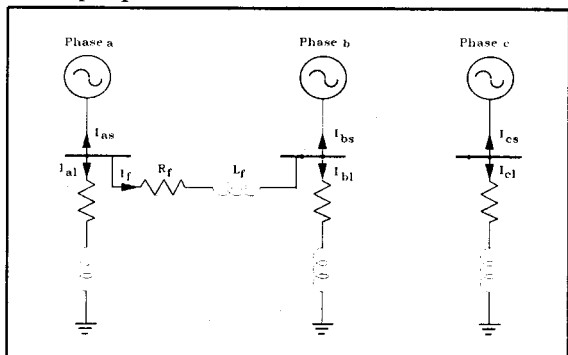 Phase a
Phase b
Phase c
I_as
I_bs
I_cs
I_al
I_f
R_f
L_f
I_bl
I_cl